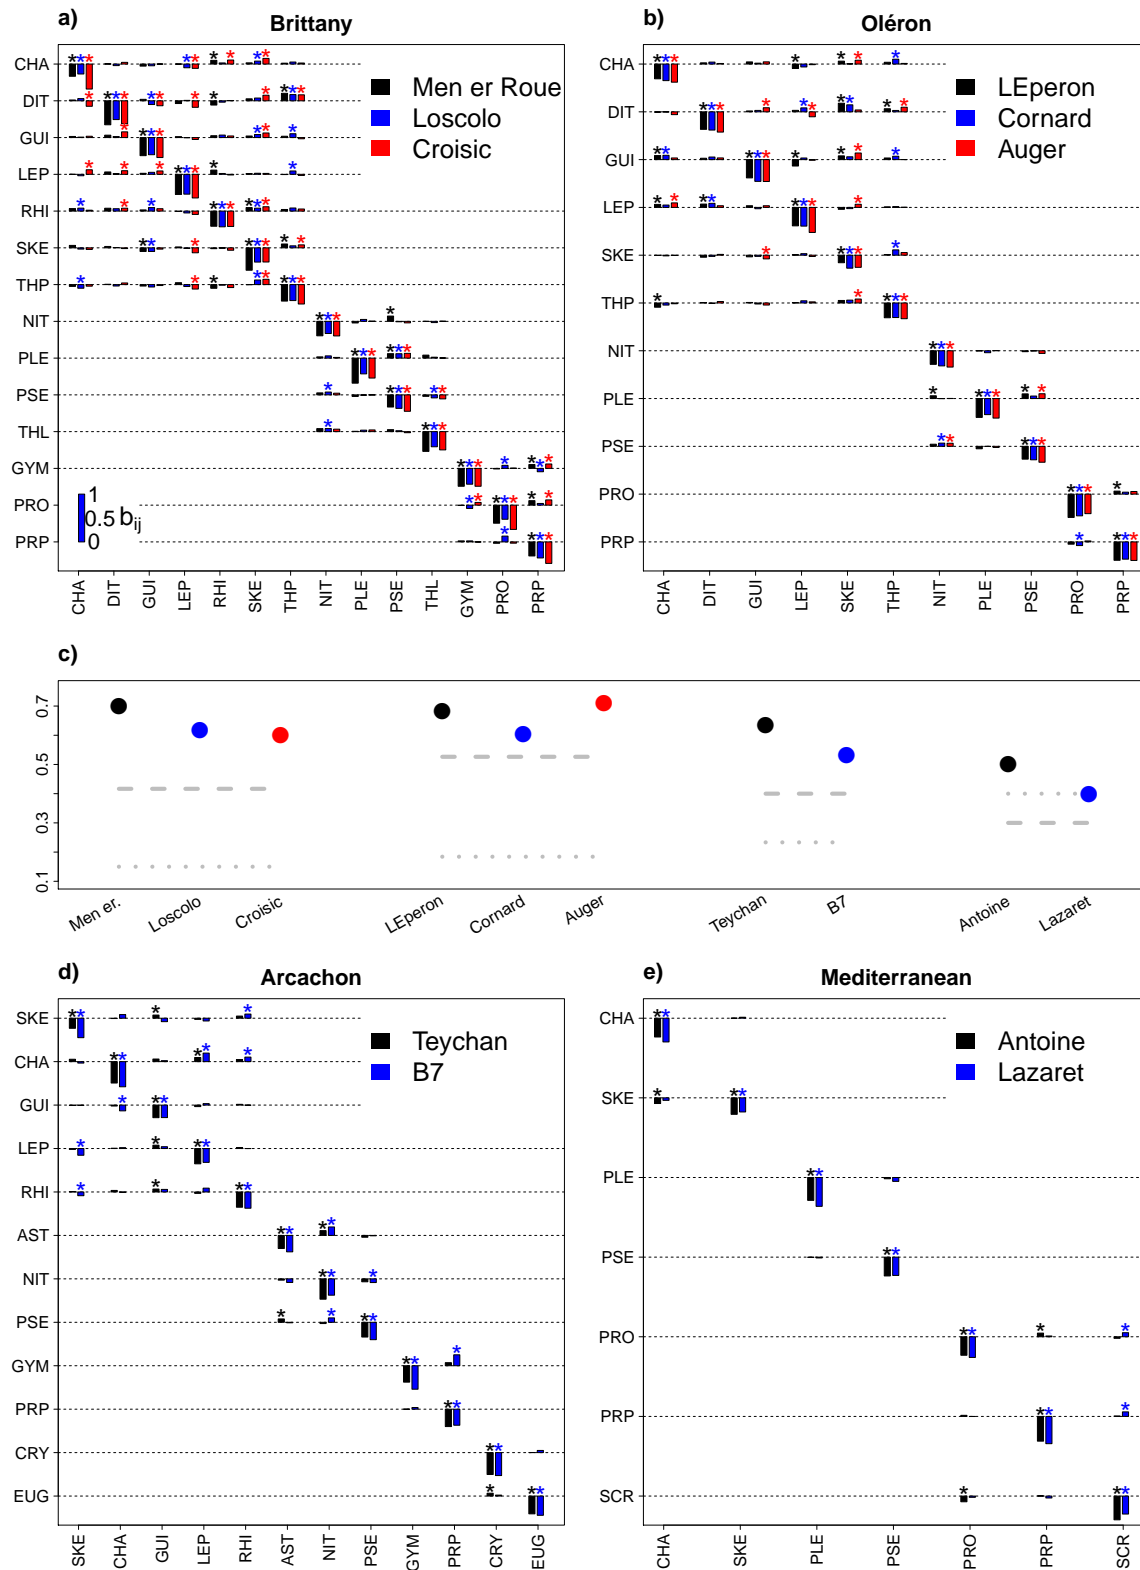 a) Brittany
CHA
DIT
GUI
LEP
RHI
SKE
THP
NIT
PLE
PSE
THL
GYM
PRO
PRP
Men er Roue
Loscolo
Croisic
1
0.5 bij
0
CHA DIT GUI LEP RHI SKE THP NIT PLE PSE THL GYM PRO PRP
b) Oléron
CHA
DIT
GUI
LEP
SKE
THP
NIT
PLE
PSE
PRO
PRP
LEperon
Cornard
Auger
CHA DIT GUI LEP SKE THP NIT PLE PSE PRO PRP
c)
0.7
0.5
0.3
0.1
Men er. Loscolo Croisic LEperon Cornard Auger Teychan B7 Antoine Lazaret
d) Arcachon
SKE
CHA
GUI
LEP
RHI
AST
NIT
PSE
GYM
PRP
CRY
EUG
Teychan
B7
SKE CHA GUI LEP RHI AST NIT PSE GYM PRP CRY EUG
e) Mediterranean
CHA
SKE
PLE
PSE
PRO
PRP
SCR
Antoine
Lazaret
CHA SKE PLE PSE PRO PRP SCR